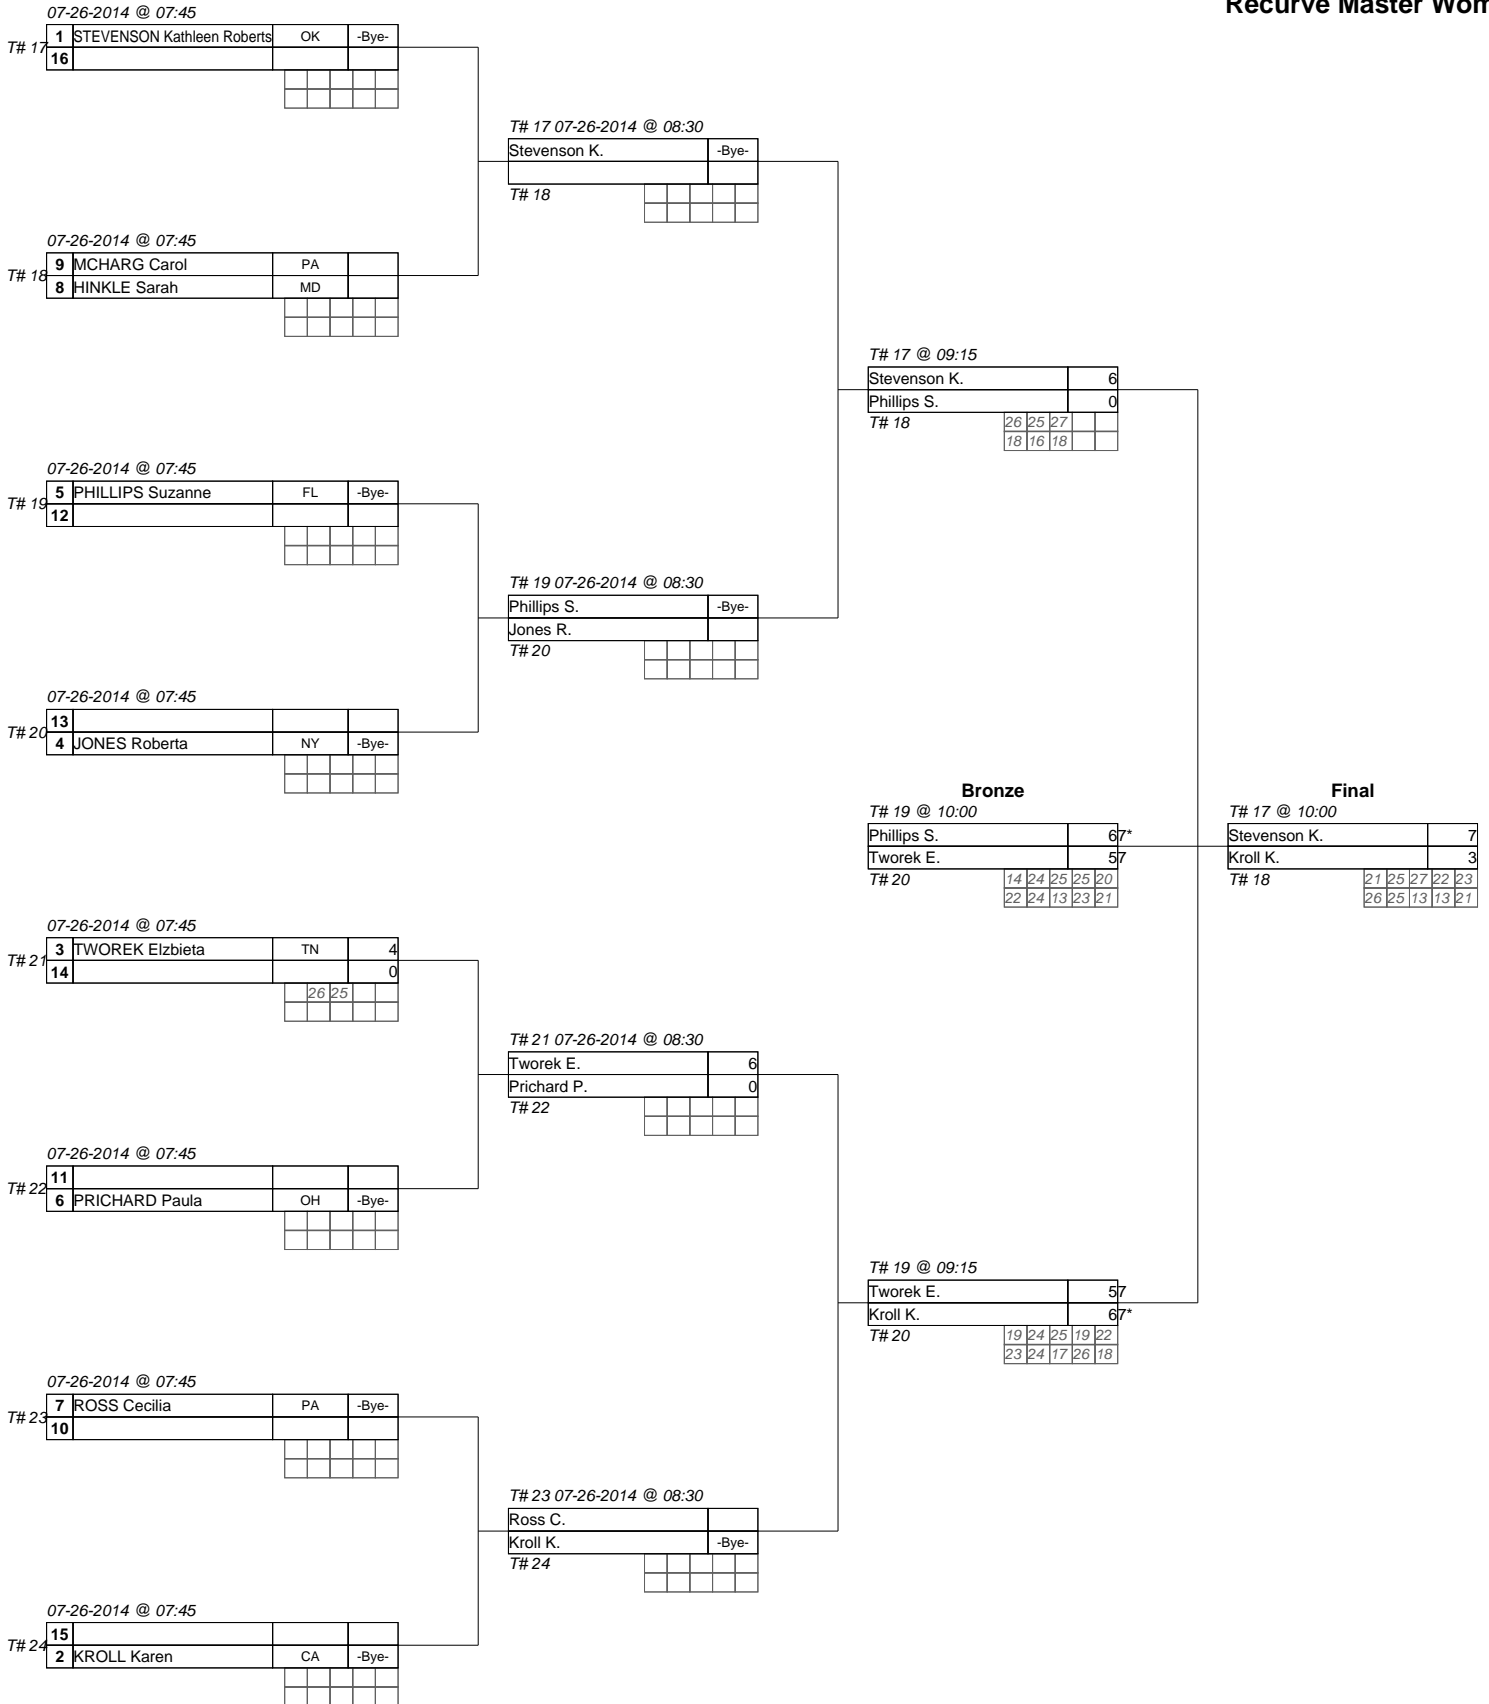 Recurve Master Wom
07-26-2014 @ 07:45
T# 17
1 STEVENSON Kathleen Roberts OK -Bye-
16
T# 17 07-26-2014 @ 08:30
Stevenson K. -Bye-
T# 18
07-26-2014 @ 07:45
T# 18
9 MCHARG Carol PA
8 HINKLE Sarah MD
T# 17 @ 09:15
Stevenson K. 6
Phillips S. 0
T# 18 26 25 27
18 16 18
07-26-2014 @ 07:45
T# 19
5 PHILLIPS Suzanne FL -Bye-
12
T# 19 07-26-2014 @ 08:30
Phillips S. -Bye-
Jones R.
T# 20
07-26-2014 @ 07:45
T# 20
13
4 JONES Roberta NY -Bye-
Bronze
T# 19 @ 10:00
Phillips S. 67*
Tworek E. 57
T# 20 14 24 25 25 20
22 24 13 23 21
Final
T# 17 @ 10:00
Stevenson K. 7
Kroll K. 3
T# 18 21 25 27 22 23
26 25 13 13 21
07-26-2014 @ 07:45
T# 21
3 TWOREK Elzbieta TN 4
14 0
26 25
T# 21 07-26-2014 @ 08:30
Tworek E. 6
Prichard P. 0
T# 22
07-26-2014 @ 07:45
T# 22
11
6 PRICHARD Paula OH -Bye-
T# 19 @ 09:15
Tworek E. 57
Kroll K. 67*
T# 20 19 24 25 19 22
23 24 17 26 18
07-26-2014 @ 07:45
T# 23
7 ROSS Cecilia PA -Bye-
10
T# 23 07-26-2014 @ 08:30
Ross C.
Kroll K. -Bye-
T# 24
07-26-2014 @ 07:45
T# 24
15
2 KROLL Karen CA -Bye-